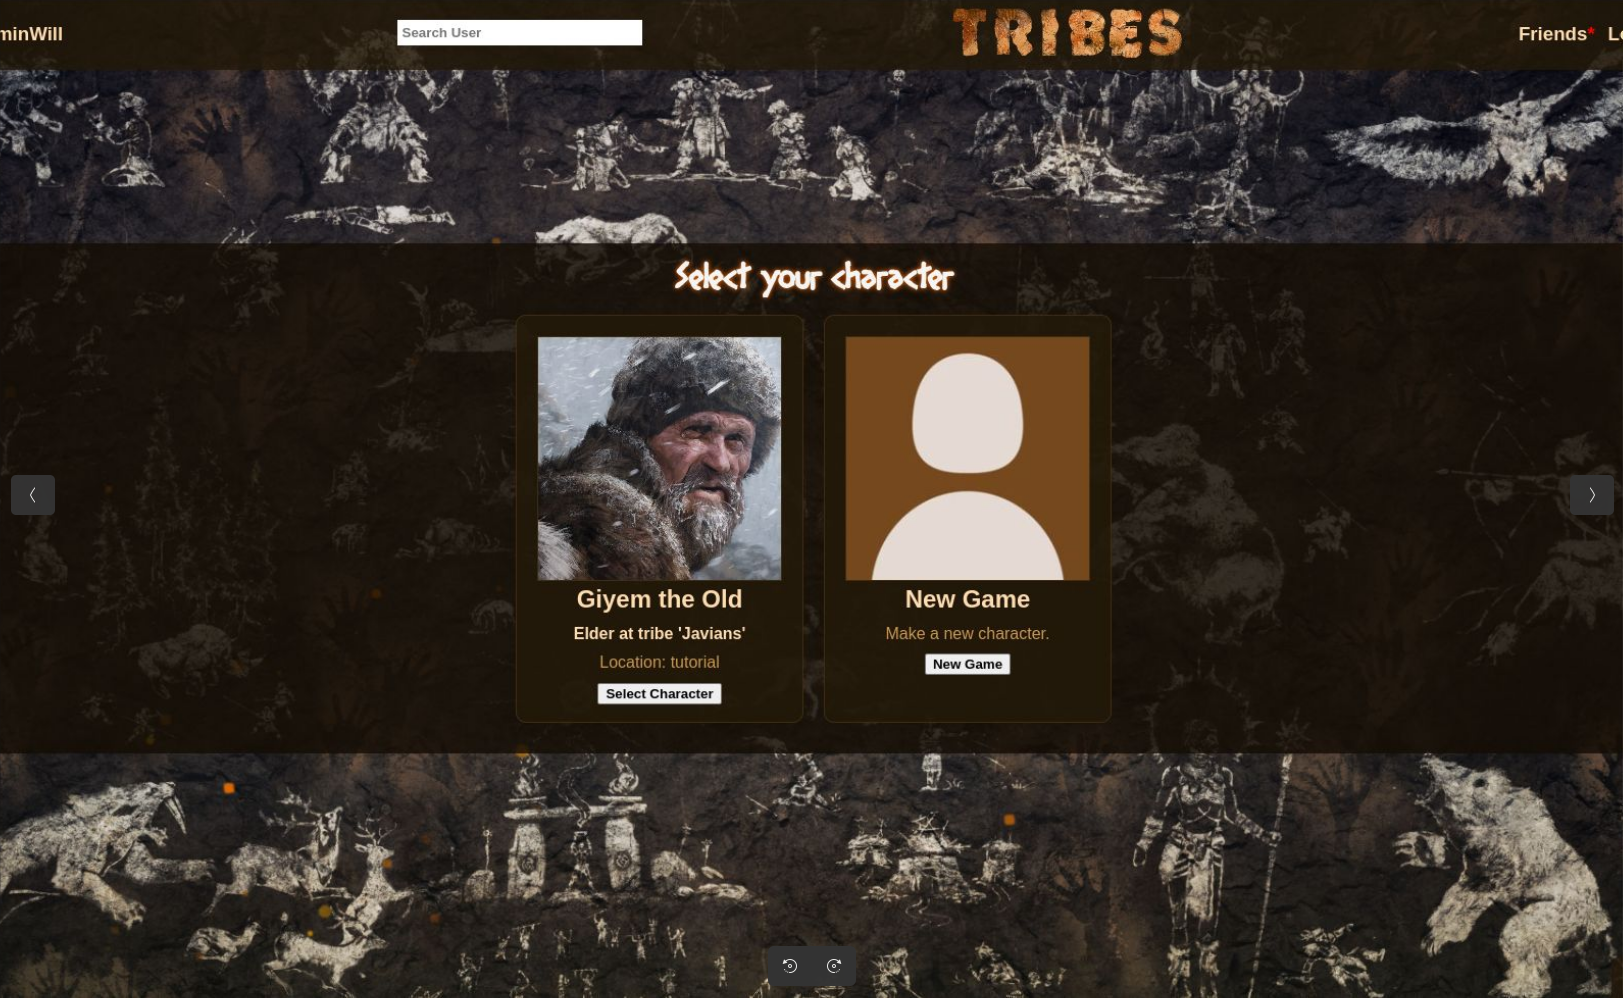 minWill
Search User
TRIBES
Friends*
Select your character
Giyem the Old
Elder at tribe 'Javians'
Location: tutorial
Select Character
New Game
Make a new character.
New Game